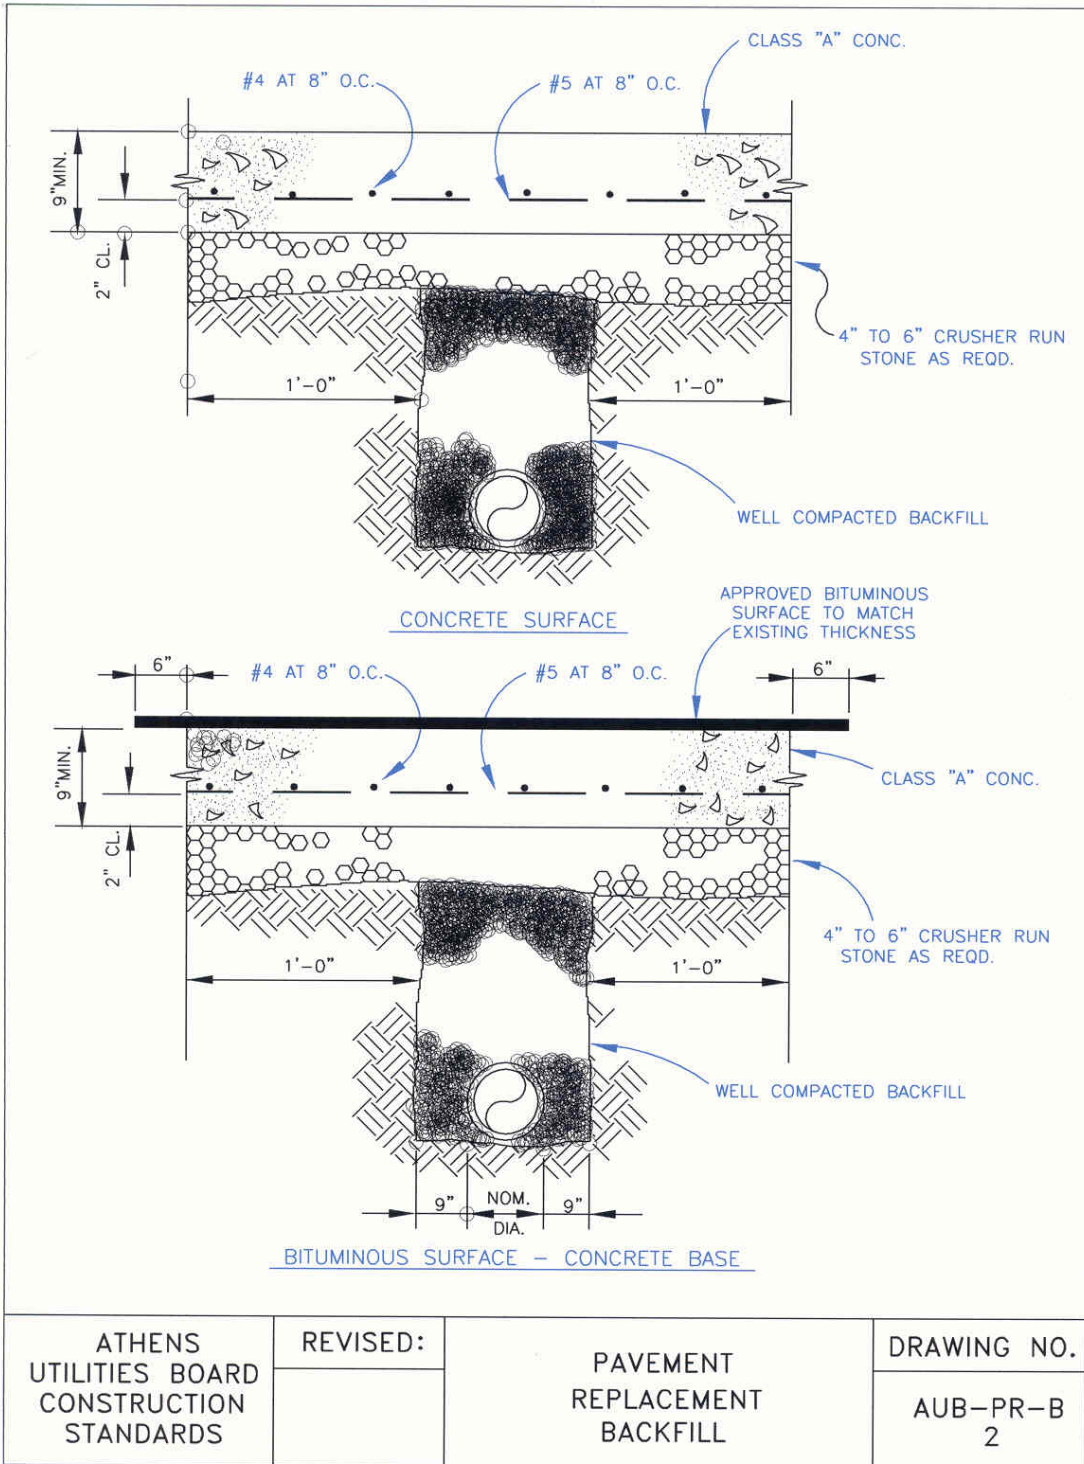 CLASS "A" CONC.
#4 AT 8" O.C.
#5 AT 8" O.C.
9"MIN.
2" CL.
4" TO 6" CRUSHER RUN
STONE AS REQD.
1'-0"
1'-0"
WELL COMPACTED BACKFILL
CONCRETE SURFACE
APPROVED BITUMINOUS
SURFACE TO MATCH
EXISTING THICKNESS
6"
#4 AT 8" O.C.
#5 AT 8" O.C.
6"
9"MIN.
CLASS "A" CONC.
2" CL.
4" TO 6" CRUSHER RUN
STONE AS REQD.
1'-0"
1'-0"
WELL COMPACTED BACKFILL
9"
NOM.
DIA.
9"
BITUMINOUS SURFACE – CONCRETE BASE
ATHENS
UTILITIES BOARD
CONSTRUCTION
STANDARDS
REVISED:
PAVEMENT
REPLACEMENT
BACKFILL
DRAWING NO.
AUB-PR-B
2